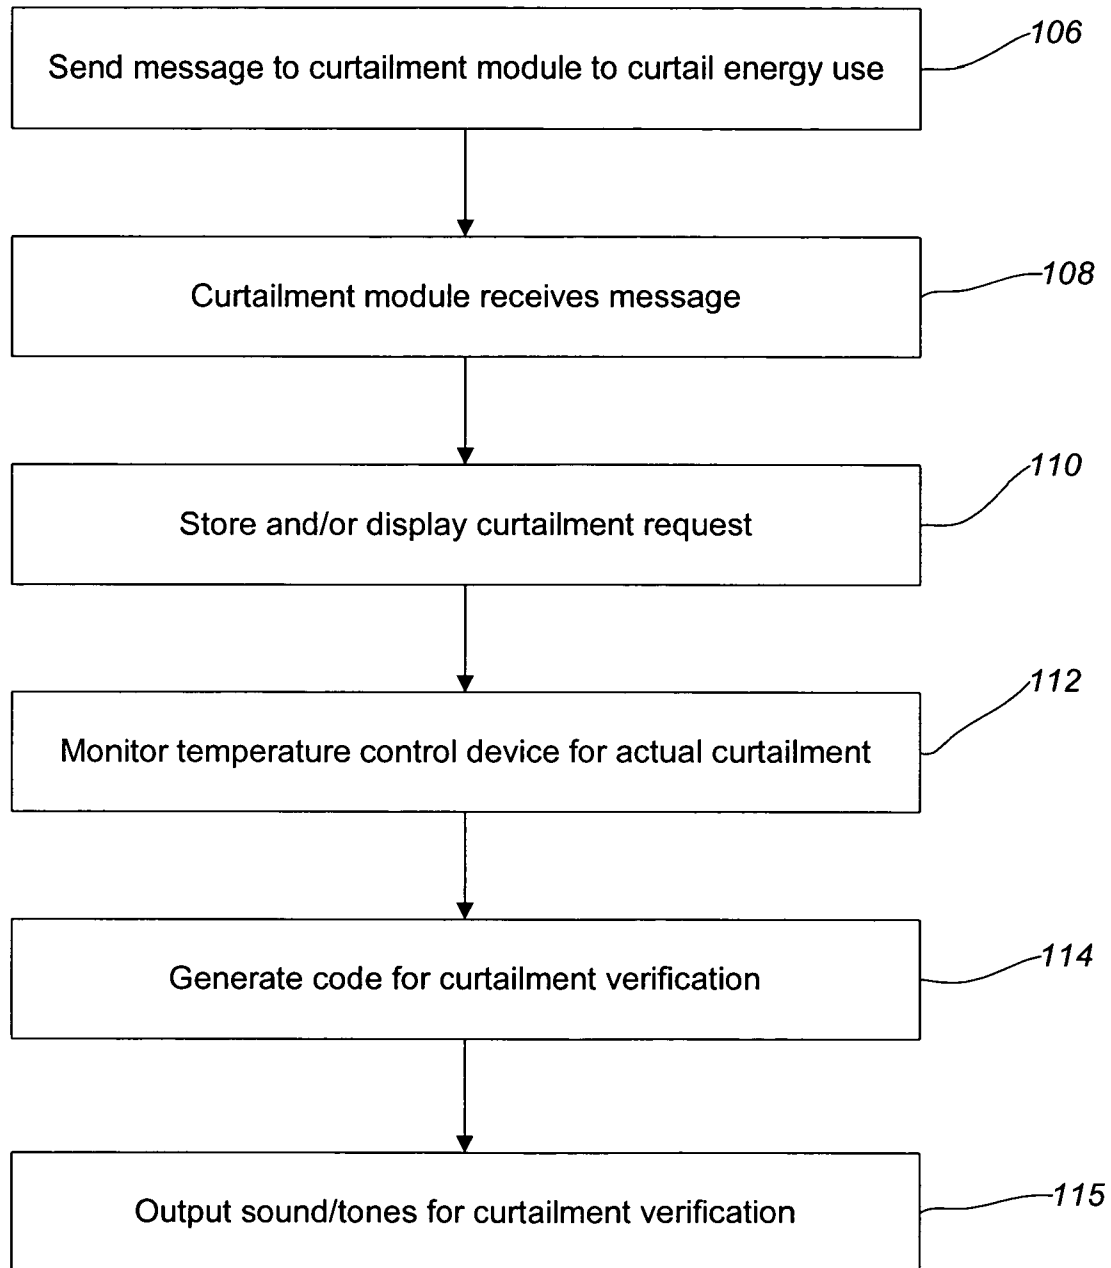 Send message to curtailment module to curtail energy use
106
Curtailment module receives message
108
Store and/or display curtailment request
110
Monitor temperature control device for actual curtailment
112
Generate code for curtailment verification
114
Output sound/tones for curtailment verification
115